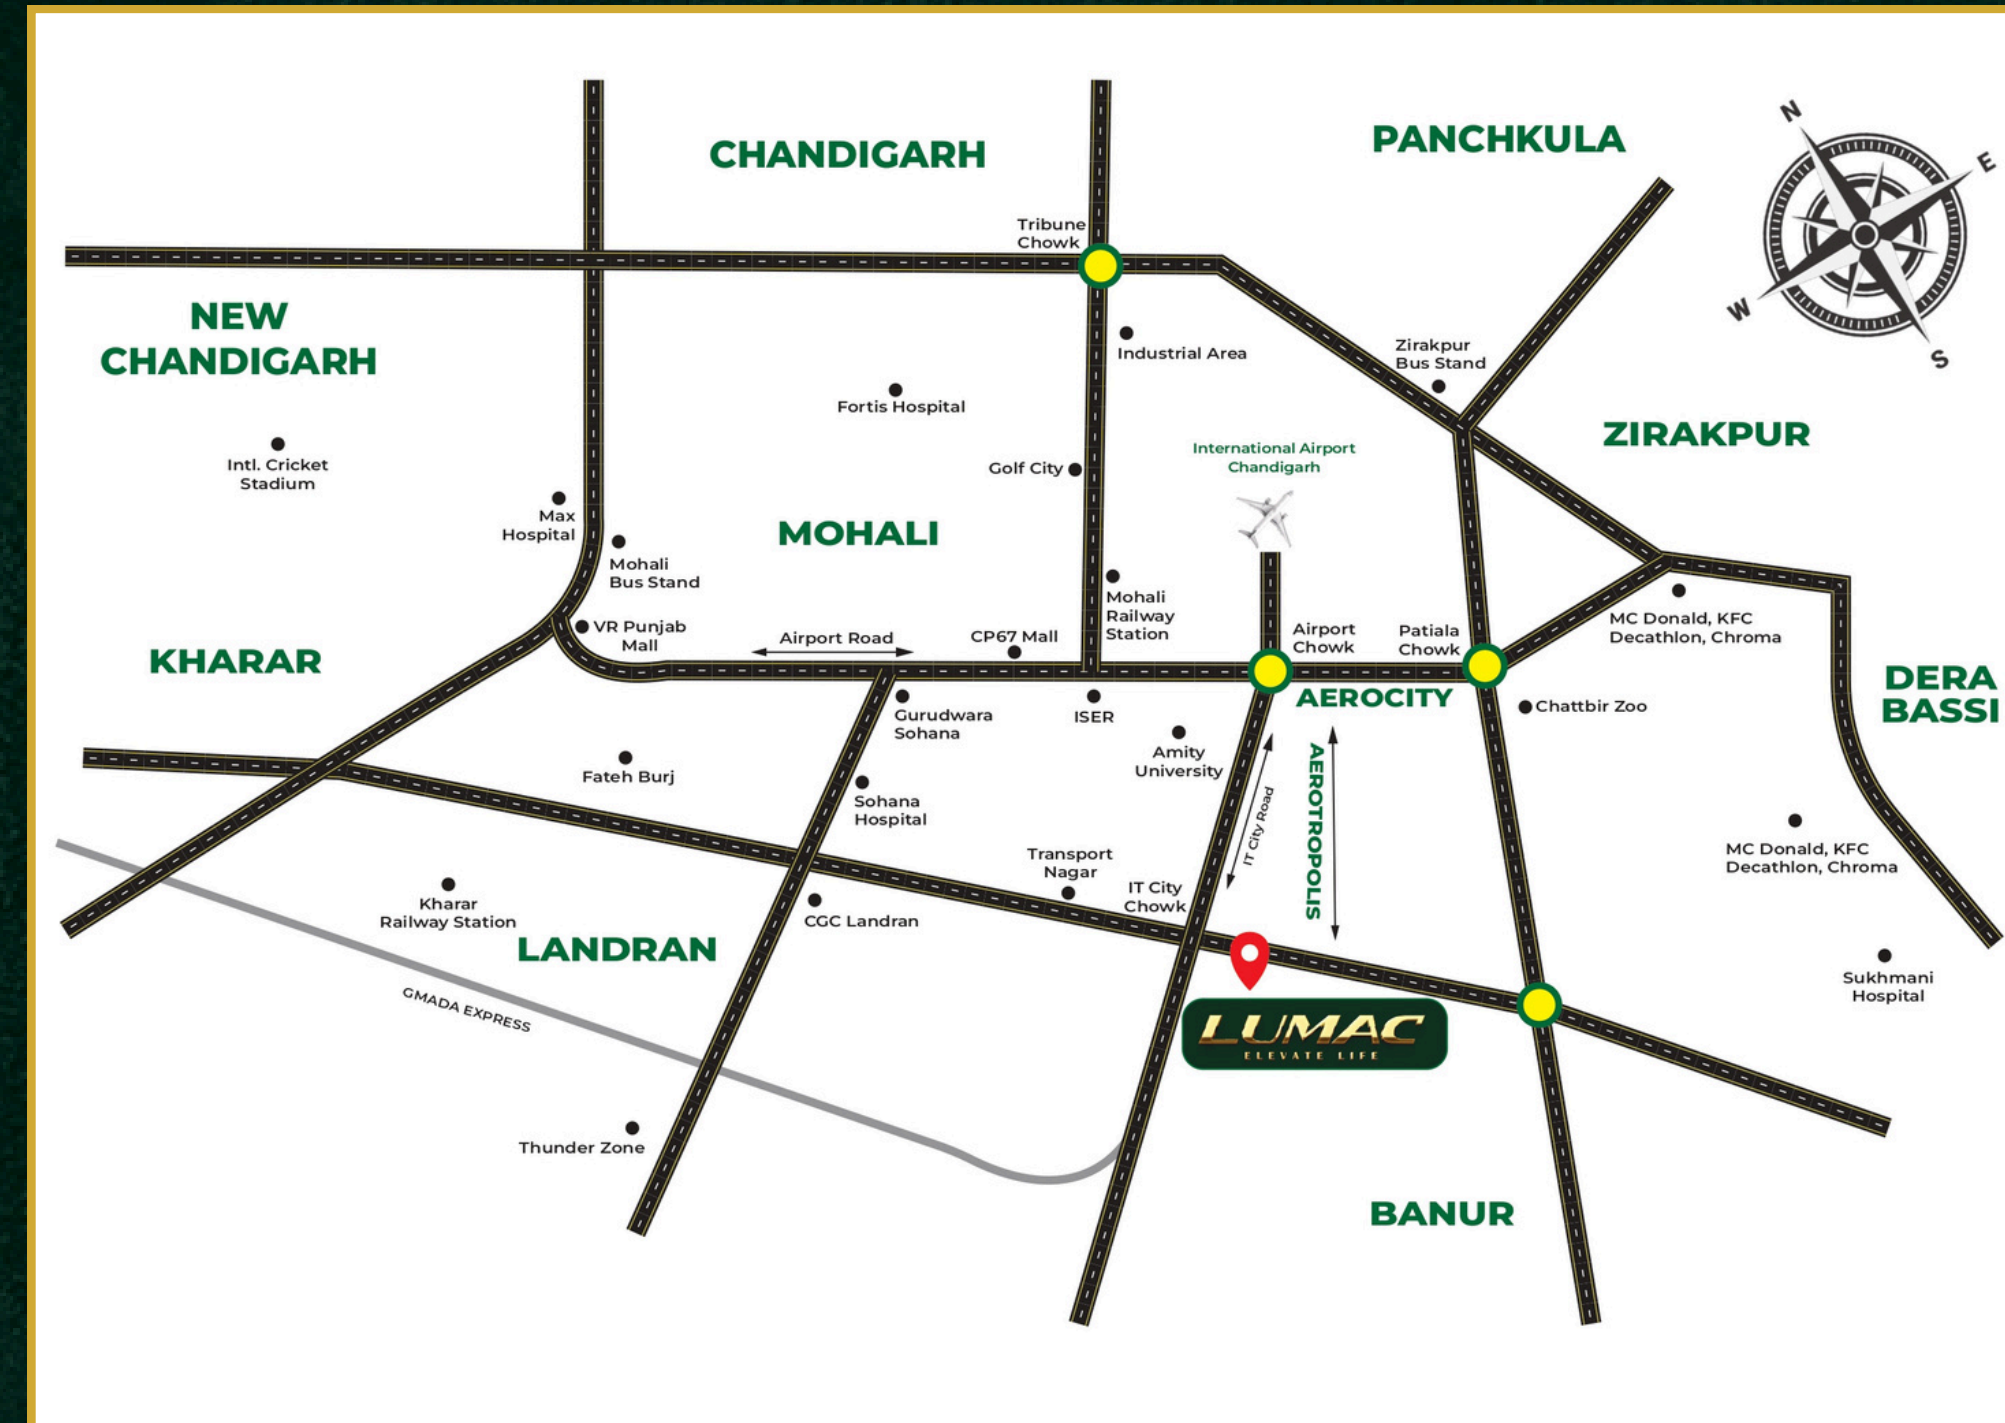 CHANDIGARH
PANCHKULA
N
E
W
S
Tribune
Chowk
NEW
CHANDIGARH
Industrial Area
Zirakpur
Bus Stand
Fortis Hospital
ZIRAKPUR
Intl. Cricket
Stadium
Golf City
International Airport
Chandigarh
Max
Hospital
MOHALI
Mohali
Bus Stand
Mohali
Railway
Station
VR Punjab
Mall
Airport Road
CP67 Mall
Airport
Chowk
Patiala
Chowk
MC Donald, KFC
Decathlon, Chroma
KHARAR
DERA
BASSI
AEROCITY
Chattbir Zoo
Gurudwara
Sohana
ISER
Amity
University
Fateh Burj
Sohana
Hospital
IT City Road
AEROTROPOLIS
MC Donald, KFC
Decathlon, Chroma
Transport
Nagar
IT City
Chowk
Kharar
Railway Station
CGC Landran
LANDRAN
GMADA EXPRESS
Sukhmani
Hospital
LUMAC
ELEVATE LIFE
Thunder Zone
BANUR